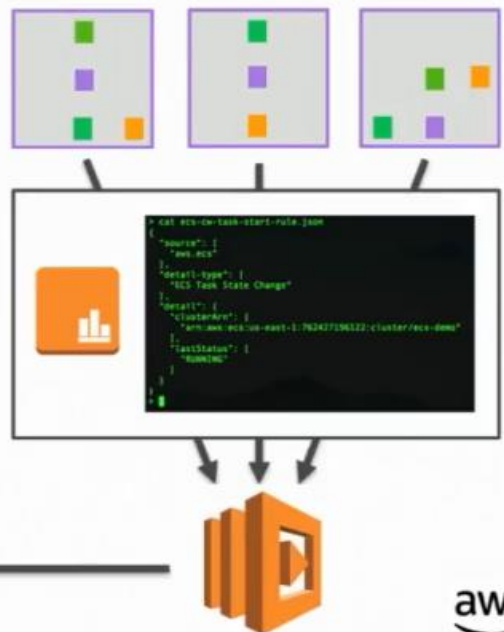 > cat ecs-cw-task-start-rule.json
{
"source": [
"aws.ecs"
],
"detail-type": [
"ECS Task State Change"
],
"detail": {
"clusterArn": [
"arn:aws:ecs:us-east-1:762427196122:cluster/ecs-demo"
],
"lastStatus": [
"RUNNING"
]
}
}
>
aw